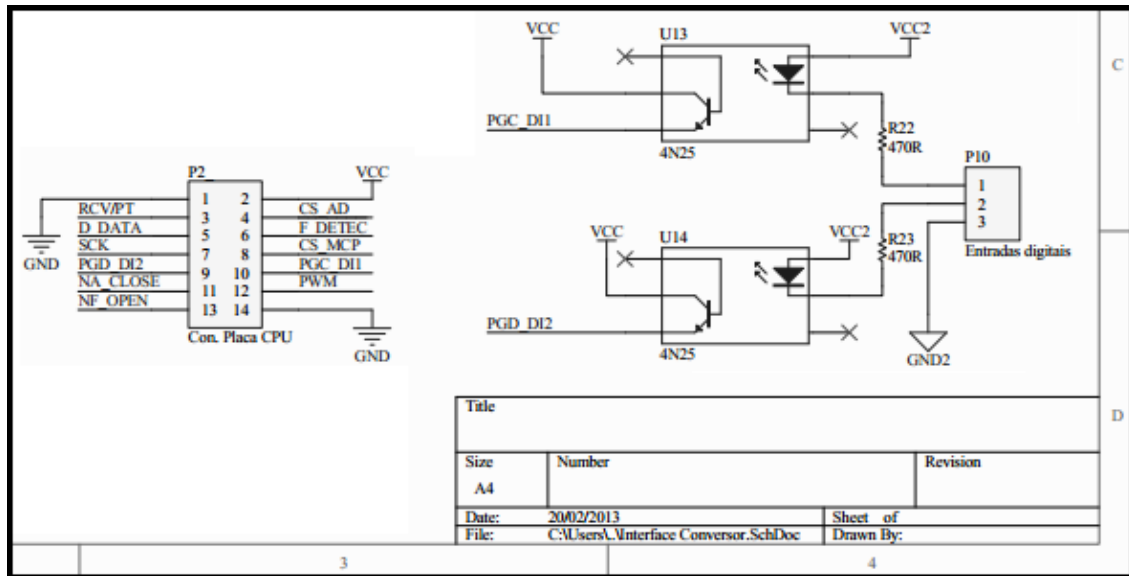 VCC
U13
VCC2
C
PGC_DI1
4N25
R22
470R
P10
1
2
3
Entradas digitais
P2
VCC
1 2
RCV/PT 3 4 CS_AD
D_DATA 5 6 F_DETEC
SCK 7 8 CS_MCP
PGD_DI2 9 10 PGC_DI1
NA_CLOSE 11 12 PWM
NF_OPEN 13 14
GND
Con. Placa CPU
GND
VCC
U14
VCC2
R23
470R
PGD_DI2
4N25
GND2
Title
D
Size
A4
Number
Revision
Date: 20/02/2013
Sheet of
File: C:\Users\..\Interface Conversor.SchDoc
Drawn By:
3
4